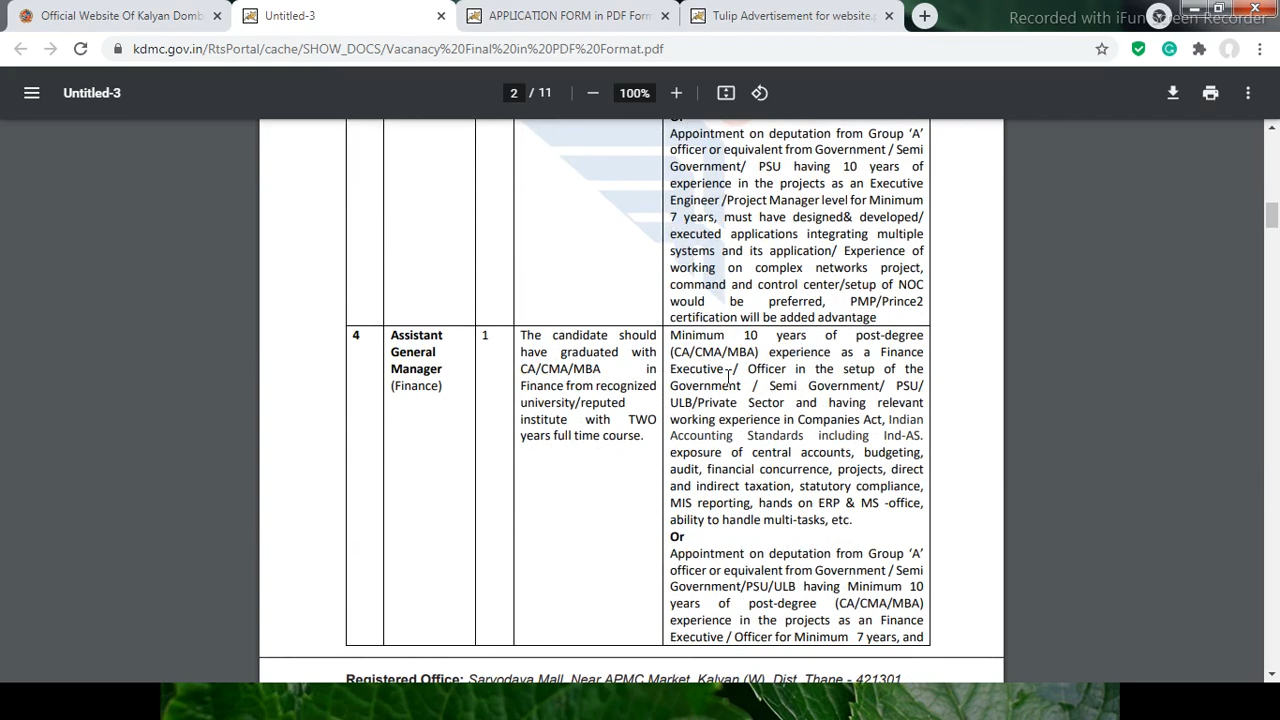 Official Website Of Kalyan Domb
Untitled-3
APPLICATION FORM in PDF Form
Tulip Advertisement for website.p
Recorded with iFun Screen Recorder
kdmc.gov.in/RtsPortal/cache/SHOW_DOCS/Vacanacy%20Final%20in%20PDF%20Format.pdf
Untitled-3
2 / 11
100%
Or
Appointment on deputation from Group ‘A’
officer or equivalent from Government / Semi
Government/ PSU having 10 years of
experience in the projects as an Executive
Engineer /Project Manager level for Minimum
7 years, must have designed& developed/
executed applications integrating multiple
systems and its application/ Experience of
working on complex networks project,
command and control center/setup of NOC
would be preferred, PMP/Prince2
certification will be added advantage
4
Assistant
General
Manager
(Finance)
1
The candidate should
have graduated with
CA/CMA/MBA in
Finance from recognized
university/reputed
institute with TWO
years full time course.
Minimum 10 years of post-degree
(CA/CMA/MBA) experience as a Finance
Executive / Officer in the setup of the
Government / Semi Government/ PSU/
ULB/Private Sector and having relevant
working experience in Companies Act, Indian
Accounting Standards including Ind-AS.
exposure of central accounts, budgeting,
audit, financial concurrence, projects, direct
and indirect taxation, statutory compliance,
MIS reporting, hands on ERP & MS -office,
ability to handle multi-tasks, etc.
Or
Appointment on deputation from Group ‘A’
officer or equivalent from Government / Semi
Government/PSU/ULB having Minimum 10
years of post-degree (CA/CMA/MBA)
experience in the projects as an Finance
Executive / Officer for Minimum 7 years, and
Registered Office: Sarvodaya Mall, Near APMC Market, Kalyan (W), Dist. Thane - 421301